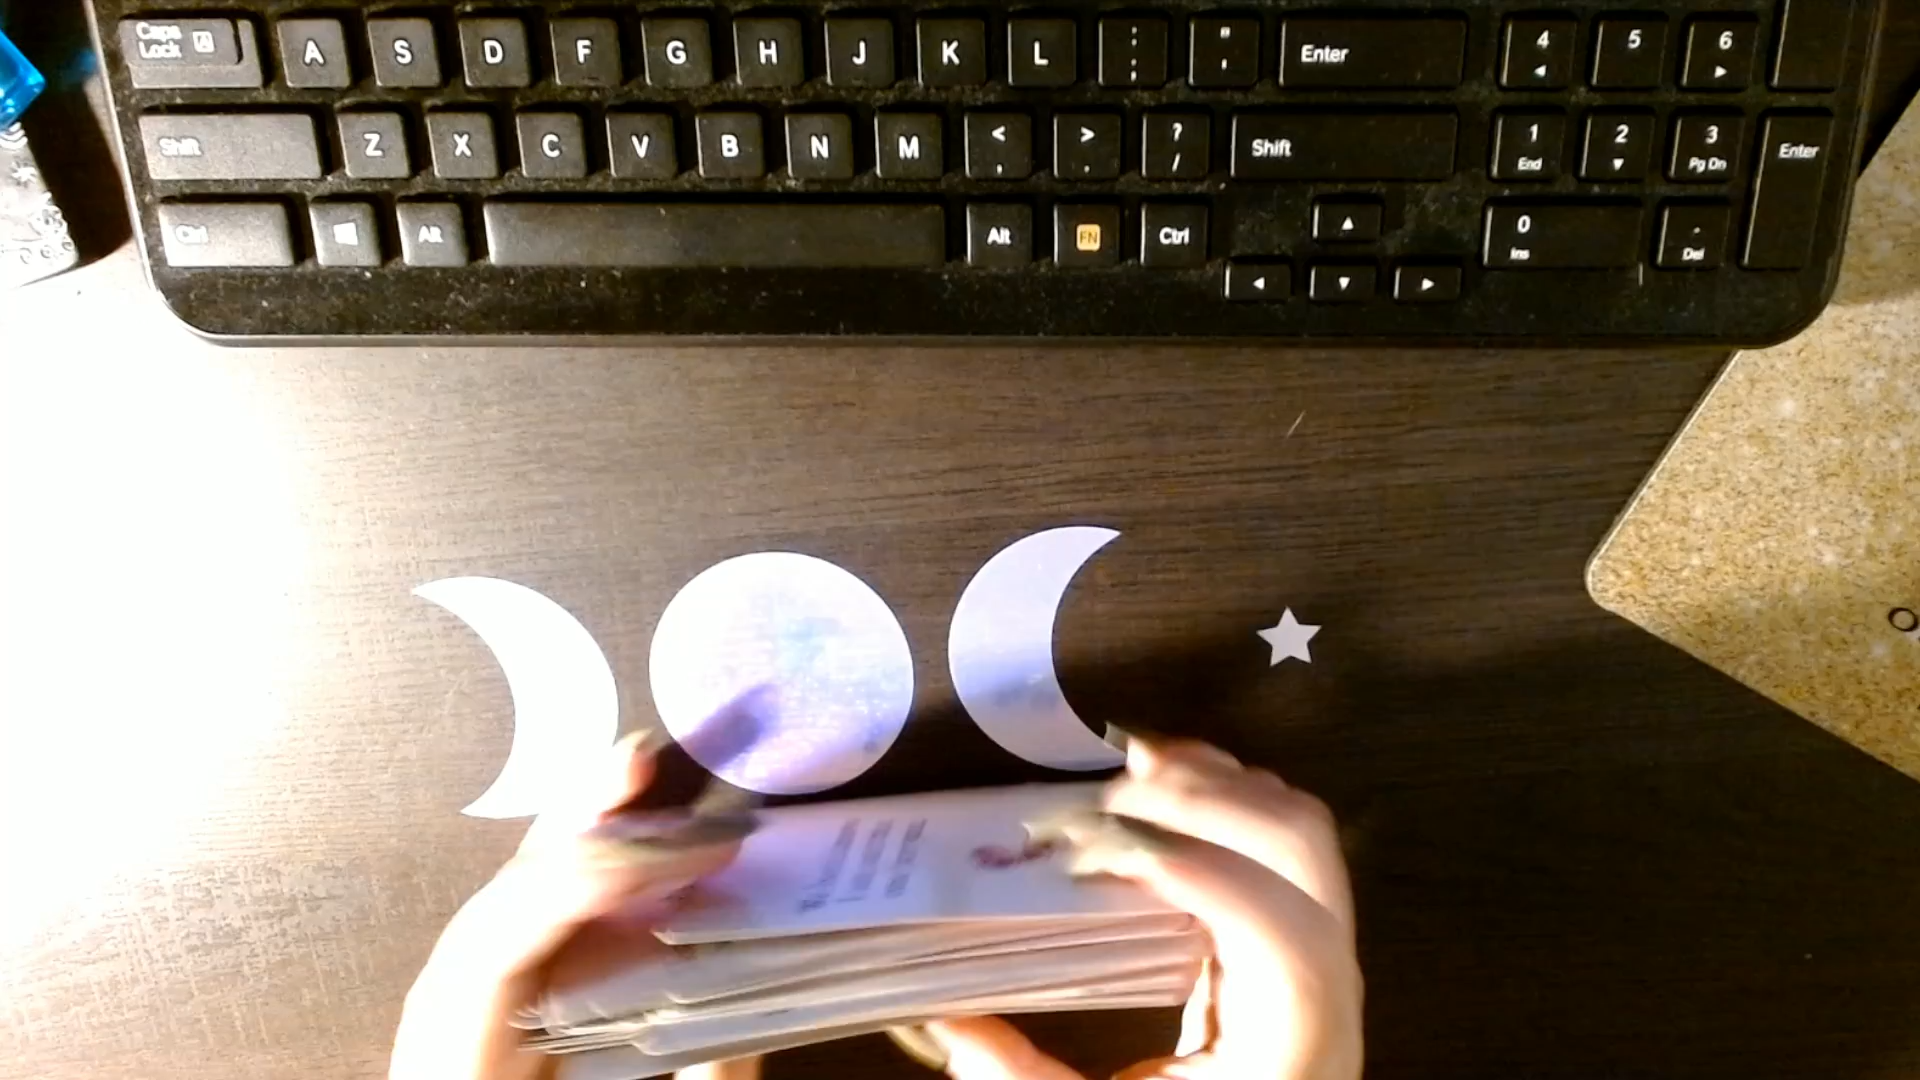 Caps Lock A A S D F G H J K L : ; " ' Enter 4 5 6
Shift Z X C V B N M < , > . ? / Shift 1 End 2 3 Pg Dn Enter
Ctrl Alt Alt FN Ctrl 0 Ins . Del